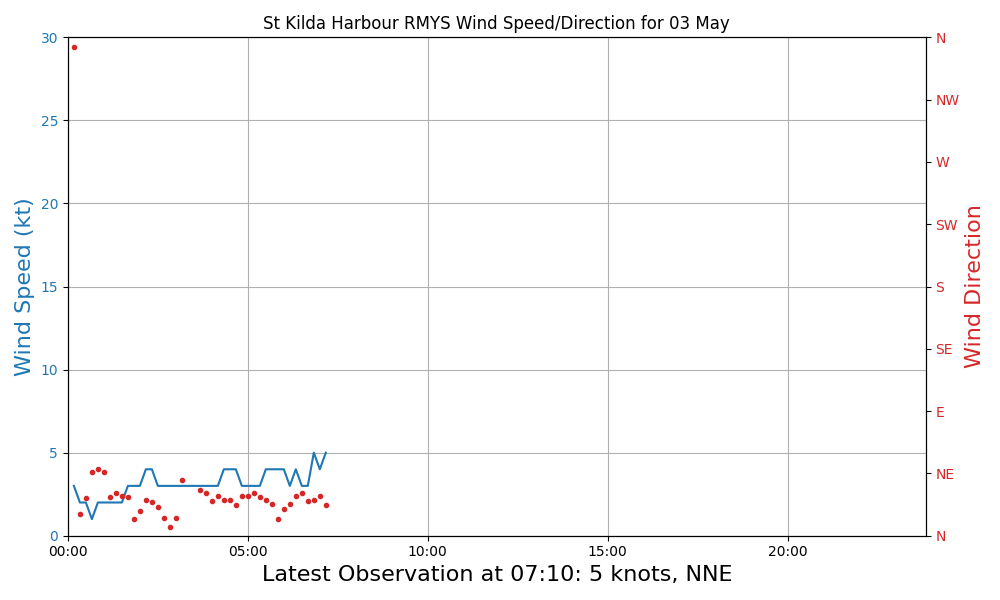 St Kilda Harbour RMYS Wind Speed/Direction for 03 May
30
25
20
15
10
5
0
Wind Speed (kt)
N
NW
W
SW
S
SE
E
NE
N
Wind Direction
00:00 05:00 10:00 15:00 20:00
Latest Observation at 07:10: 5 knots, NNE